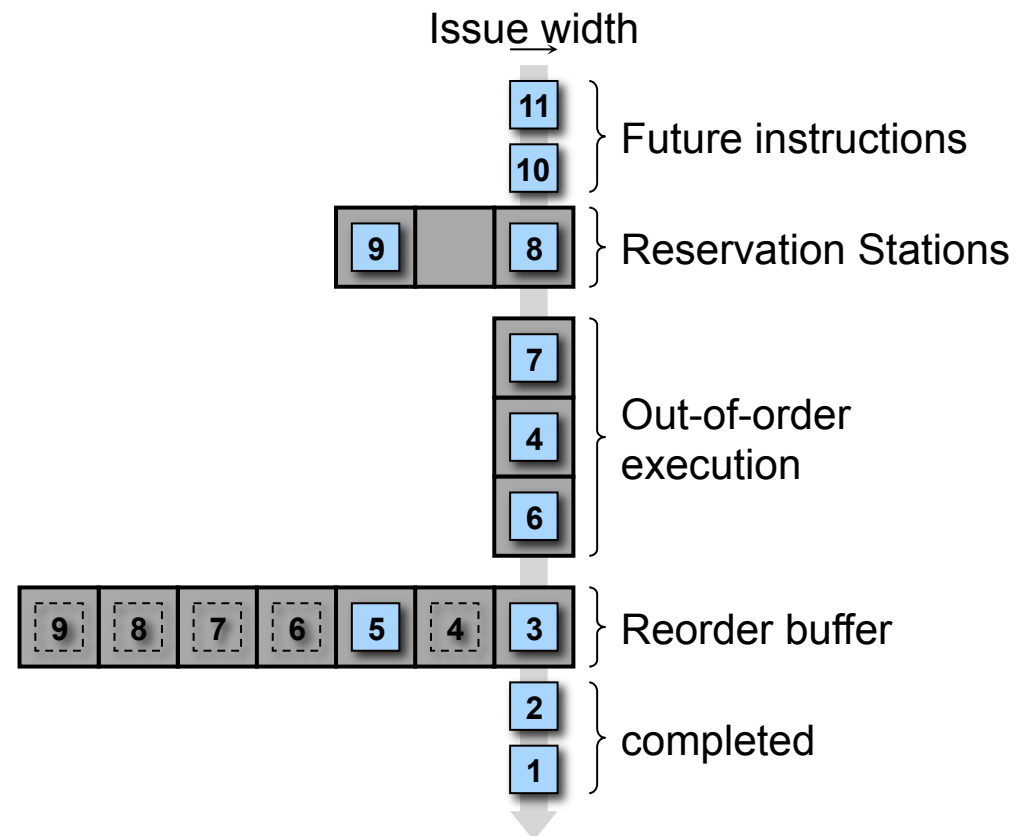 Issue width
11
Future instructions
10
9 8 Reservation Stations
7
Out-of-order
4
execution
6
9 8 7 6 5 4 3 Reorder buffer
2
completed
1